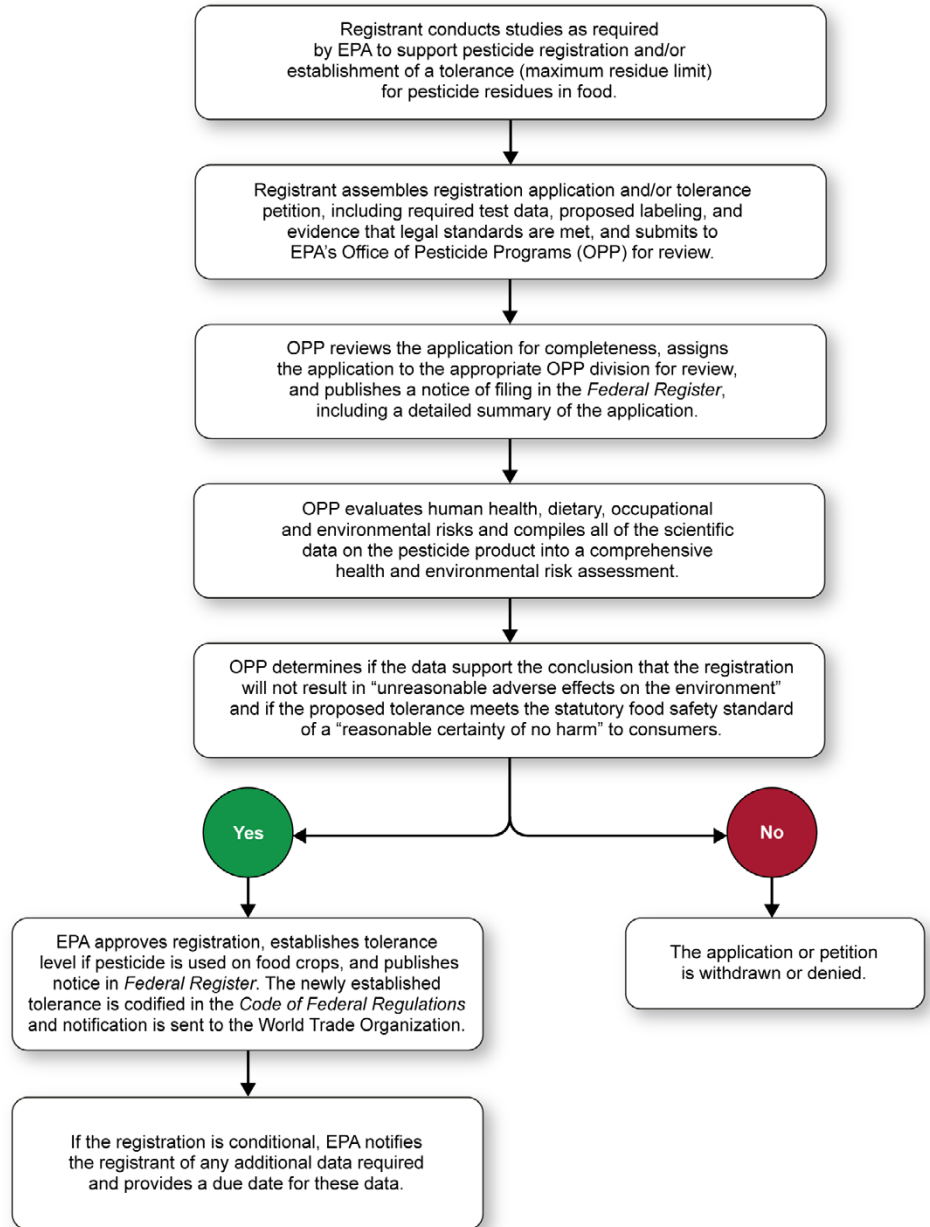 Registrant conducts studies as required
by EPA to support pesticide registration and/or
establishment of a tolerance (maximum residue limit)
for pesticide residues in food.
Registrant assembles registration application and/or tolerance
petition, including required test data, proposed labeling, and
evidence that legal standards are met, and submits to
EPA’s Office of Pesticide Programs (OPP) for review.
OPP reviews the application for completeness, assigns
the application to the appropriate OPP division for review,
and publishes a notice of filing in the Federal Register,
including a detailed summary of the application.
OPP evaluates human health, dietary, occupational
and environmental risks and compiles all of the scientific
data on the pesticide product into a comprehensive
health and environmental risk assessment.
OPP determines if the data support the conclusion that the registration
will not result in “unreasonable adverse effects on the environment”
and if the proposed tolerance meets the statutory food safety standard
of a “reasonable certainty of no harm” to consumers.
Yes
No
EPA approves registration, establishes tolerance
level if pesticide is used on food crops, and publishes
notice in Federal Register. The newly established
tolerance is codified in the Code of Federal Regulations
and notification is sent to the World Trade Organization.
The application or petition
is withdrawn or denied.
If the registration is conditional, EPA notifies
the registrant of any additional data required
and provides a due date for these data.